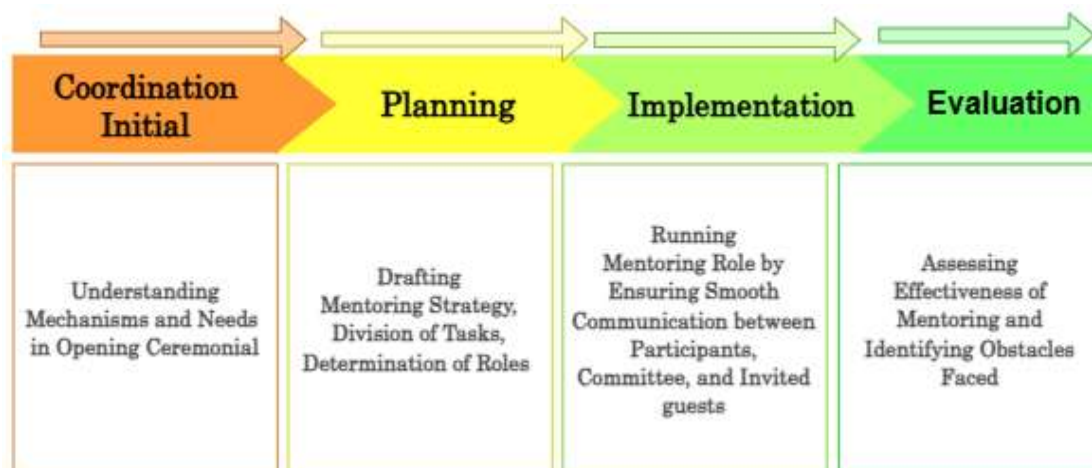 Coordination
Initial
Planning
Implementation
Evaluation
Understanding
Mechanisms and Needs
in Opening Ceremonial
Drafting
Mentoring Strategy,
Division of Tasks,
Determination of Roles
Running
Mentoring Role by
Ensuring Smooth
Communication between
Participants,
Committee, and Invited
guests
Assessing
Effectiveness of
Mentoring and
Identifying Obstacles
Faced